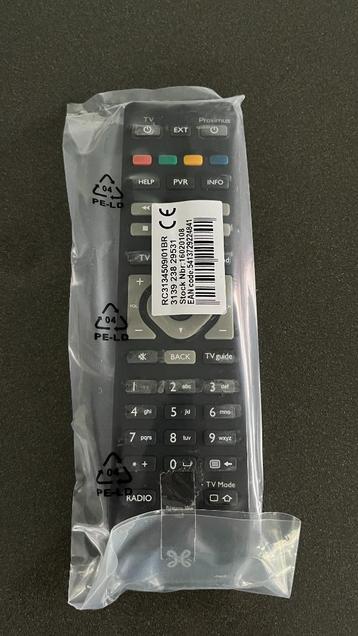 TV
Proximus
EXT
HELP
PVR
INFO
04
PE-LD
RC3134509/01BR
3139 238 29531
Stock Nbr: 16020108
EAN code: 5413729224841
CE
TV
+
+
04
PE-LD
BACK
TV guide
1
2 abc
3 def
4 ghi
5 jkl
6 mno
7 pqrs
8 tuv
9 wxyz
* +
0
04
PE-LD
RADIO
TV Mode